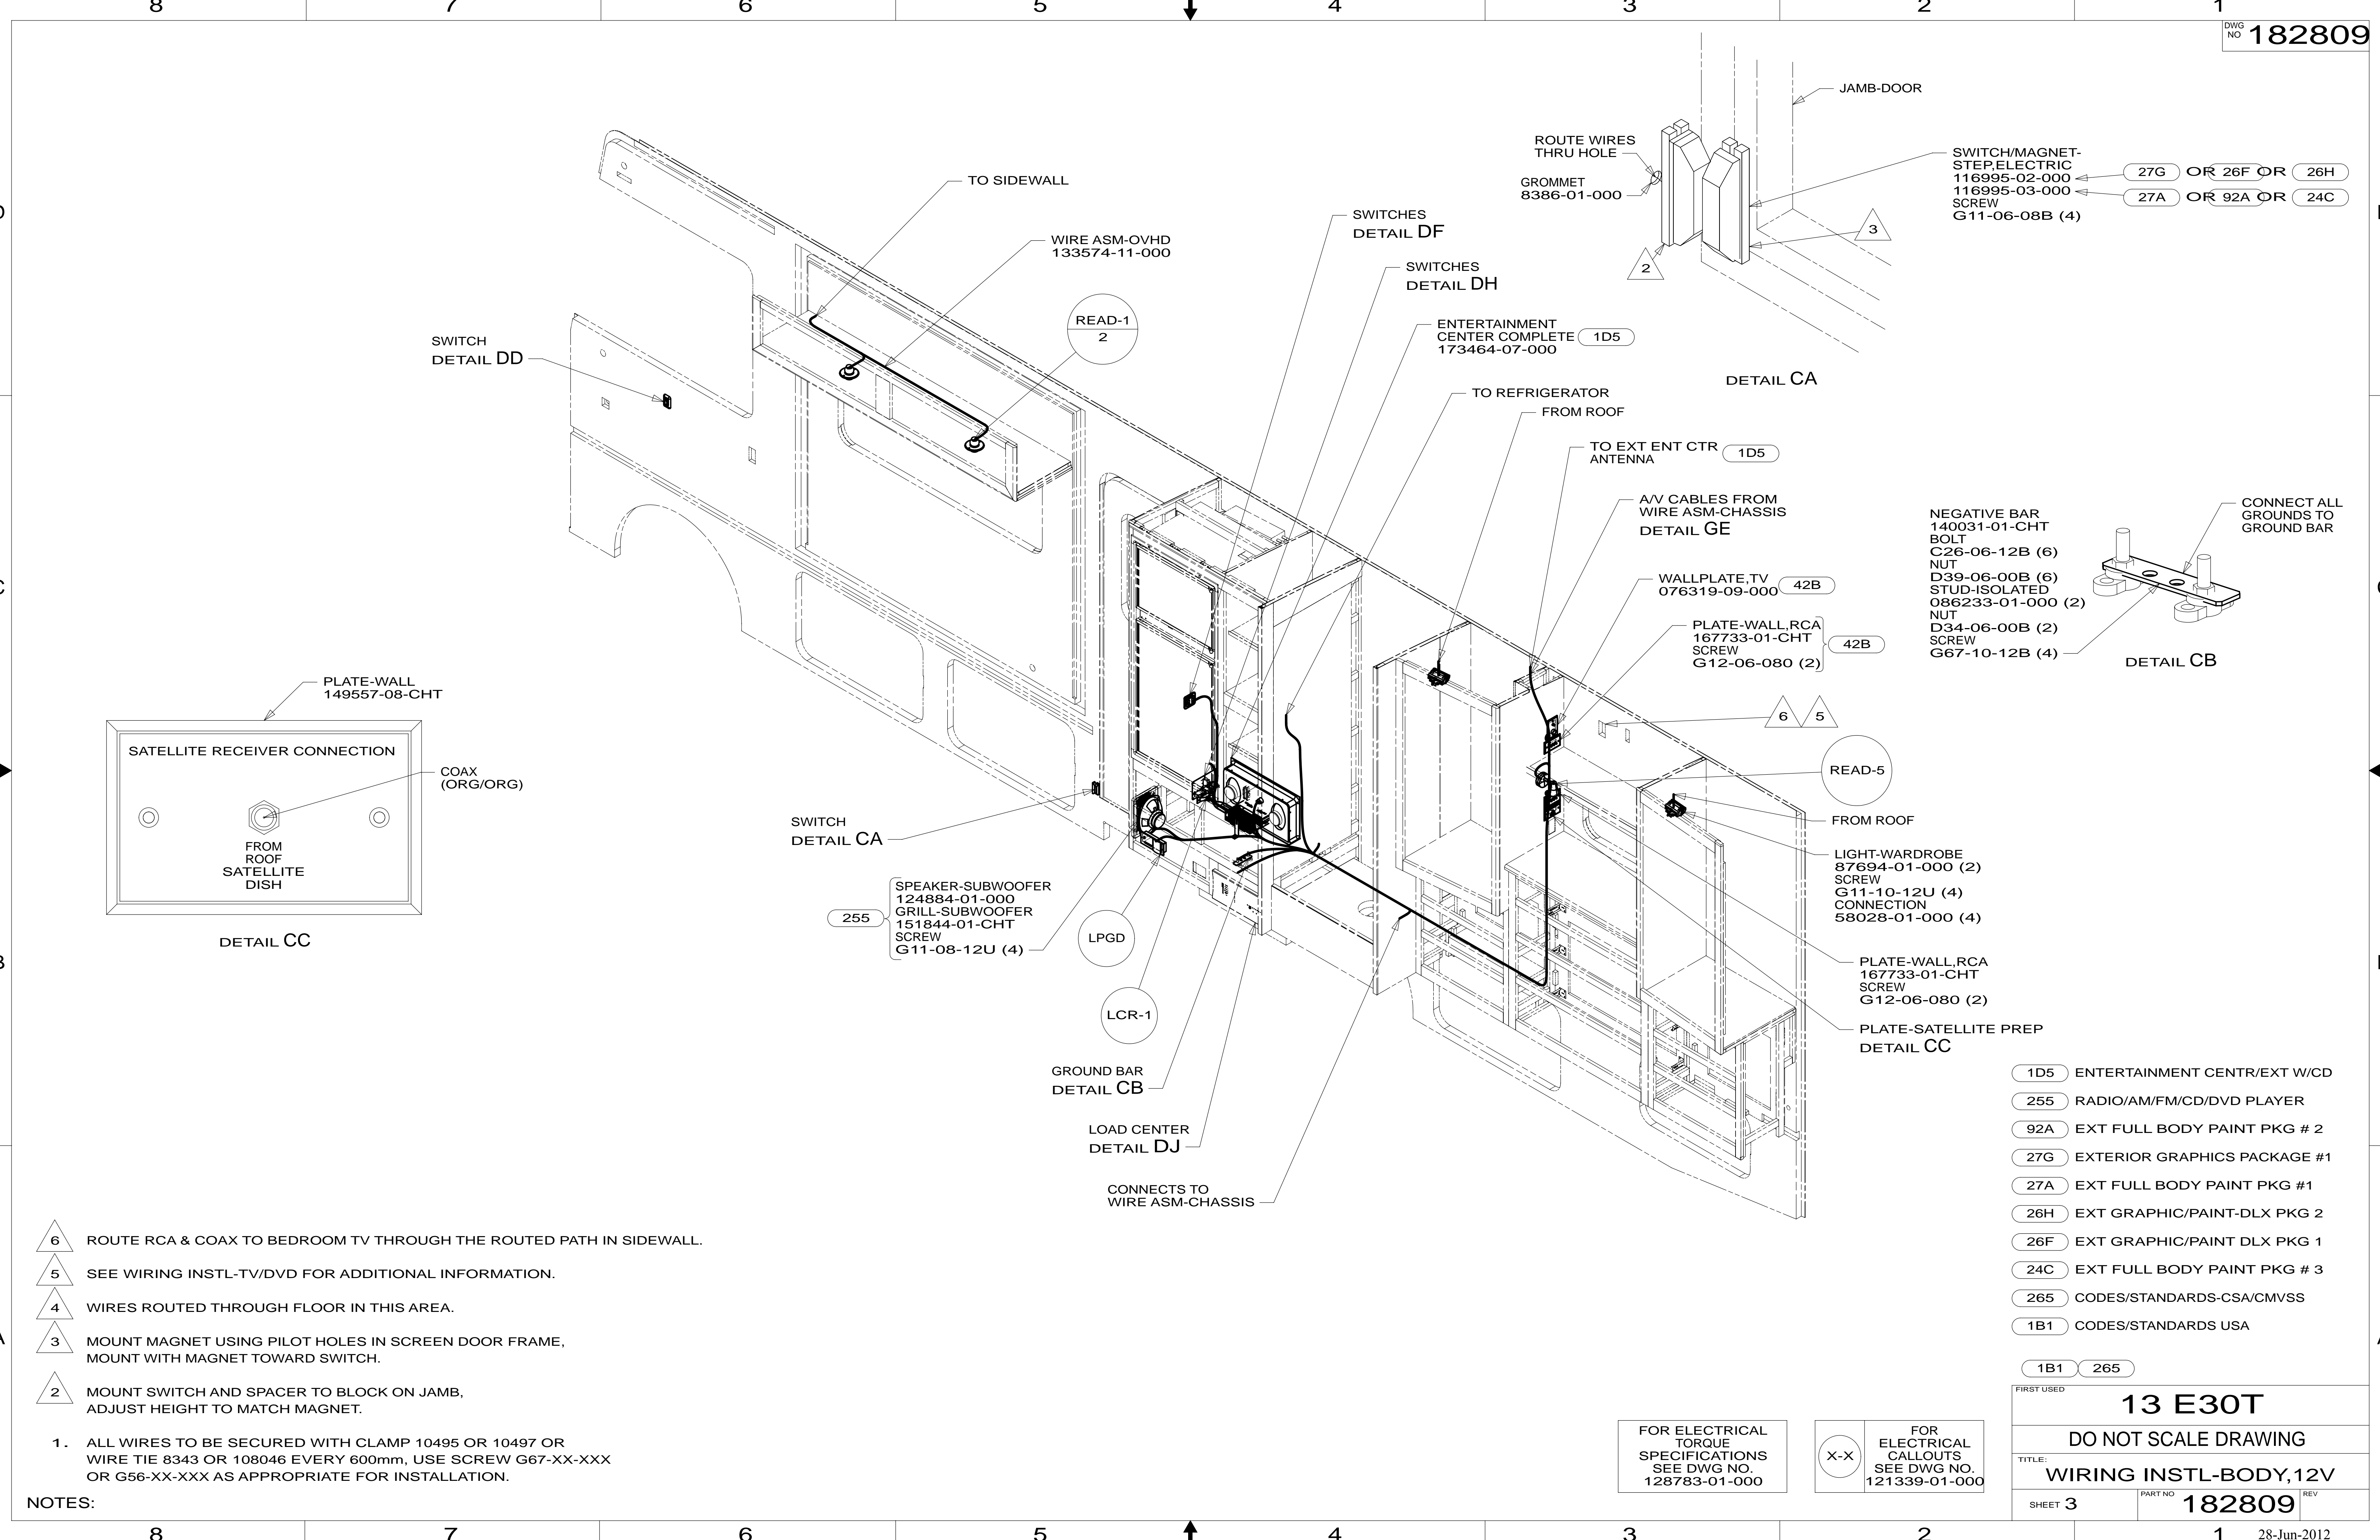 8 7 6 5 4 3 2 1
DWG
NO 182809
JAMB-DOOR
ROUTE WIRES
THRU HOLE
GROMMET
8386-01-000
SWITCH/MAGNET-
STEP,ELECTRIC
116995-02-000
116995-03-000
SCREW
G11-06-08B (4)
27G OR 26F OR 26H
27A OR 92A OR 24C
3
2
DETAIL CA
TO SIDEWALL
WIRE ASM-OVHD
133574-11-000
READ-1
2
SWITCH
DETAIL DD
SWITCHES
DETAIL DF
SWITCHES
DETAIL DH
ENTERTAINMENT
CENTER COMPLETE 1D5
173464-07-000
TO REFRIGERATOR
FROM ROOF
TO EXT ENT CTR
ANTENNA 1D5
A/V CABLES FROM
WIRE ASM-CHASSIS
DETAIL GE
WALLPLATE,TV
076319-09-000 42B
PLATE-WALL,RCA
167733-01-CHT
SCREW
G12-06-080 (2)
42B
NEGATIVE BAR
140031-01-CHT
BOLT
C26-06-12B (6)
NUT
D39-06-00B (6)
STUD-ISOLATED
086233-01-000 (2)
NUT
D34-06-00B (2)
SCREW
G67-10-12B (4)
CONNECT ALL
GROUNDS TO
GROUND BAR
DETAIL CB
6 5
READ-5
FROM ROOF
LIGHT-WARDROBE
87694-01-000 (2)
SCREW
G11-10-12U (4)
CONNECTION
58028-01-000 (4)
PLATE-WALL,RCA
167733-01-CHT
SCREW
G12-06-080 (2)
PLATE-SATELLITE PREP
DETAIL CC
PLATE-WALL
149557-08-CHT
SATELLITE RECEIVER CONNECTION
COAX
(ORG/ORG)
FROM
ROOF
SATELLITE
DISH
DETAIL CC
SWITCH
DETAIL CA
255
SPEAKER-SUBWOOFER
124884-01-000
GRILL-SUBWOOFER
151844-01-CHT
SCREW
G11-08-12U (4)
LPGD
LCR-1
GROUND BAR
DETAIL CB
LOAD CENTER
DETAIL DJ
CONNECTS TO
WIRE ASM-CHASSIS
1D5 ENTERTAINMENT CENTR/EXT W/CD
255 RADIO/AM/FM/CD/DVD PLAYER
92A EXT FULL BODY PAINT PKG # 2
27G EXTERIOR GRAPHICS PACKAGE #1
27A EXT FULL BODY PAINT PKG #1
26H EXT GRAPHIC/PAINT-DLX PKG 2
26F EXT GRAPHIC/PAINT DLX PKG 1
24C EXT FULL BODY PAINT PKG # 3
265 CODES/STANDARDS-CSA/CMVSS
1B1 CODES/STANDARDS USA
1B1 265
6 ROUTE RCA & COAX TO BEDROOM TV THROUGH THE ROUTED PATH IN SIDEWALL.
5 SEE WIRING INSTL-TV/DVD FOR ADDITIONAL INFORMATION.
4 WIRES ROUTED THROUGH FLOOR IN THIS AREA.
3 MOUNT MAGNET USING PILOT HOLES IN SCREEN DOOR FRAME,
MOUNT WITH MAGNET TOWARD SWITCH.
2 MOUNT SWITCH AND SPACER TO BLOCK ON JAMB,
ADJUST HEIGHT TO MATCH MAGNET.
1. ALL WIRES TO BE SECURED WITH CLAMP 10495 OR 10497 OR
WIRE TIE 8343 OR 108046 EVERY 600mm, USE SCREW G67-XX-XXX
OR G56-XX-XXX AS APPROPRIATE FOR INSTALLATION.
NOTES:
FOR ELECTRICAL
TORQUE
SPECIFICATIONS
SEE DWG NO.
128783-01-000
X-X
FOR
ELECTRICAL
CALLOUTS
SEE DWG NO.
121339-01-000
FIRST USED
13 E30T
DO NOT SCALE DRAWING
TITLE:
WIRING INSTL-BODY,12V
SHEET 3
PART NO 182809
REV
8 7 6 5 4 3 2 1
28-Jun-2012